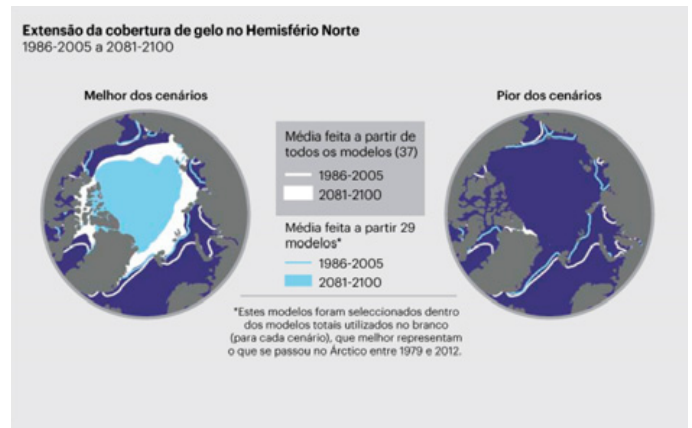 Extensão da cobertura de gelo no Hemisfério Norte
1986-2005 a 2081-2100
Melhor dos cenários
Pior dos cenários
Média feita a partir de
todos os modelos (37)
1986-2005
2081-2100
Média feita a partir 29
modelos*
1986-2005
2081-2100
*Estes modelos foram seleccionados dentro
dos modelos totais utilizados no branco
(para cada cenário), que melhor representam
o que se passou no Árctico entre 1979 e 2012.